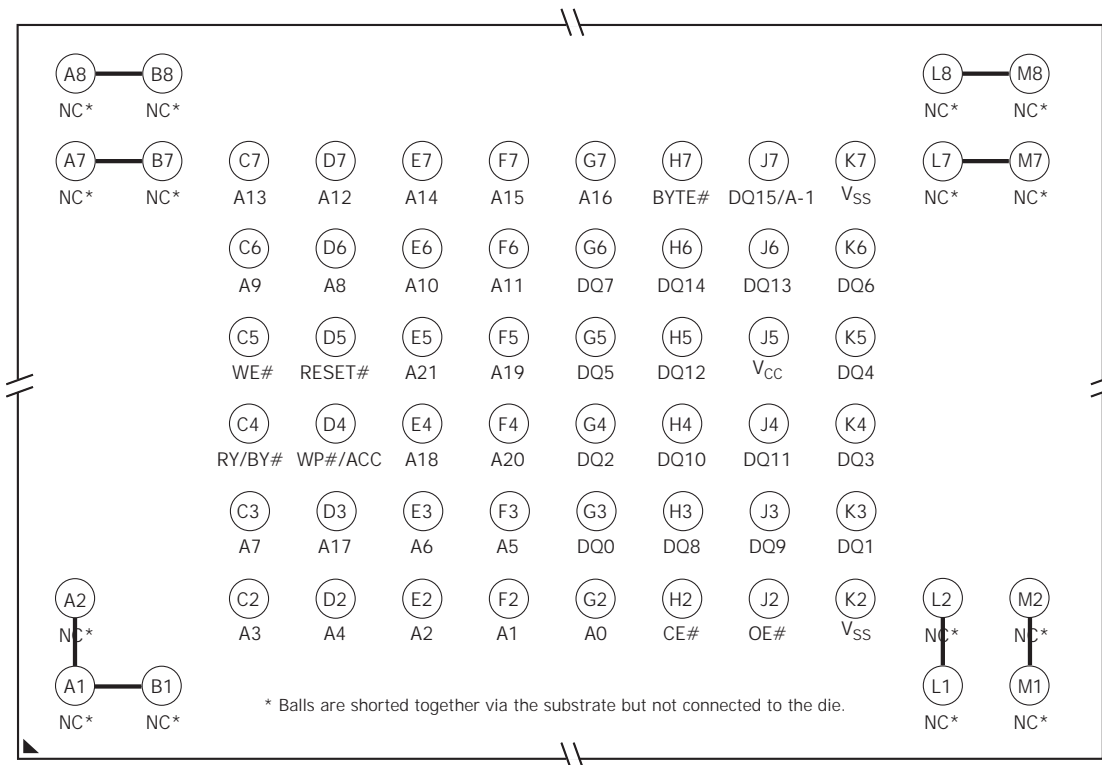 A8 B8 L8 M8
NC* NC* NC* NC*
A7 B7 C7 D7 E7 F7 G7 H7 J7 K7 L7 M7
NC* NC* A13 A12 A14 A15 A16 BYTE# DQ15/A-1 VSS NC* NC*
C6 D6 E6 F6 G6 H6 J6 K6
A9 A8 A10 A11 DQ7 DQ14 DQ13 DQ6
C5 D5 E5 F5 G5 H5 J5 K5
WE# RESET# A21 A19 DQ5 DQ12 VCC DQ4
C4 D4 E4 F4 G4 H4 J4 K4
RY/BY# WP#/ACC A18 A20 DQ2 DQ10 DQ11 DQ3
C3 D3 E3 F3 G3 H3 J3 K3
A7 A17 A6 A5 DQ0 DQ8 DQ9 DQ1
A2 C2 D2 E2 F2 G2 H2 J2 K2 L2 M2
NC* A3 A4 A2 A1 A0 CE# OE# VSS NC* NC*
A1 B1 L1 M1
NC* NC* NC* NC*
* Balls are shorted together via the substrate but not connected to the die.